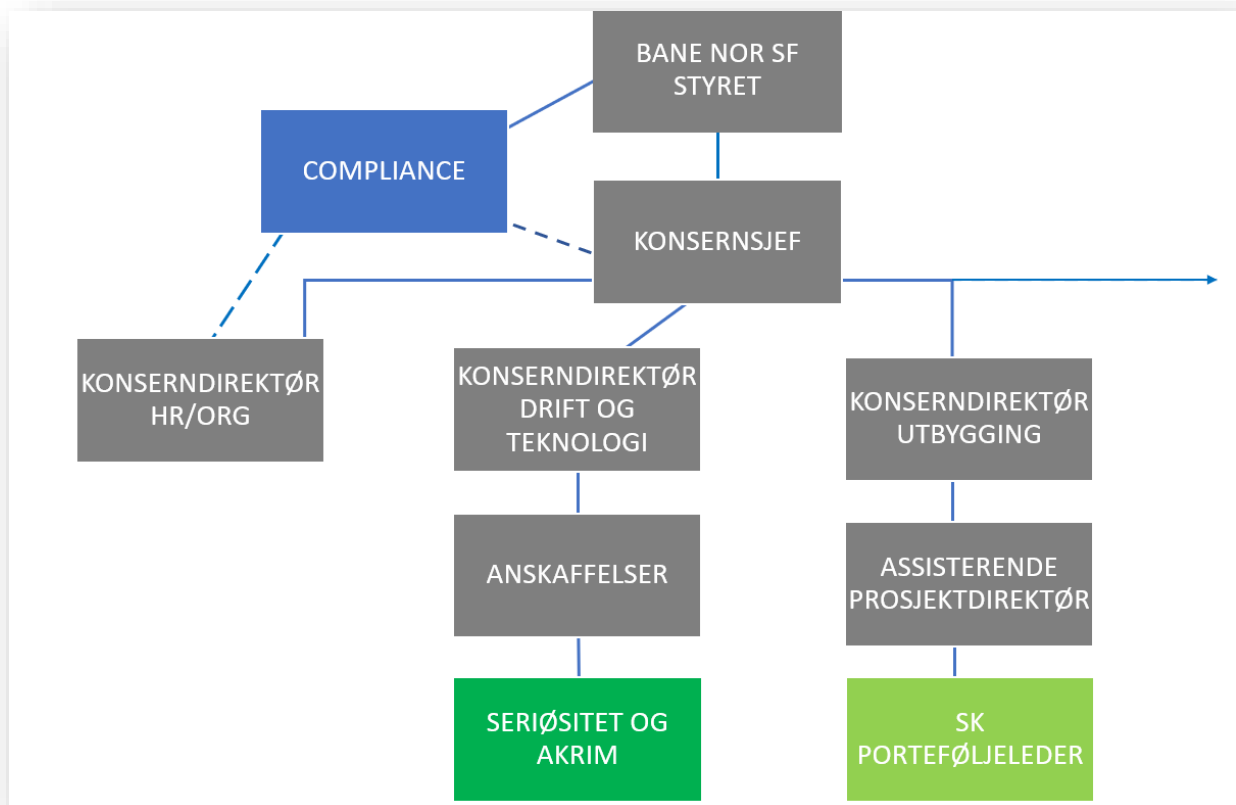 BANE NOR SF
STYRET
COMPLIANCE
KONSERNSJEF
KONSERNDIREKTØR
HR/ORG
KONSERNDIREKTØR
DRIFT OG
TEKNOLOGI
KONSERNDIREKTØR
UTBYGGING
ANSKAFFELSER
ASSISTERENDE
PROSJEKTDIREKTØR
SERIØSITET OG
AKRIM
SK
PORTEFØLJELEDER